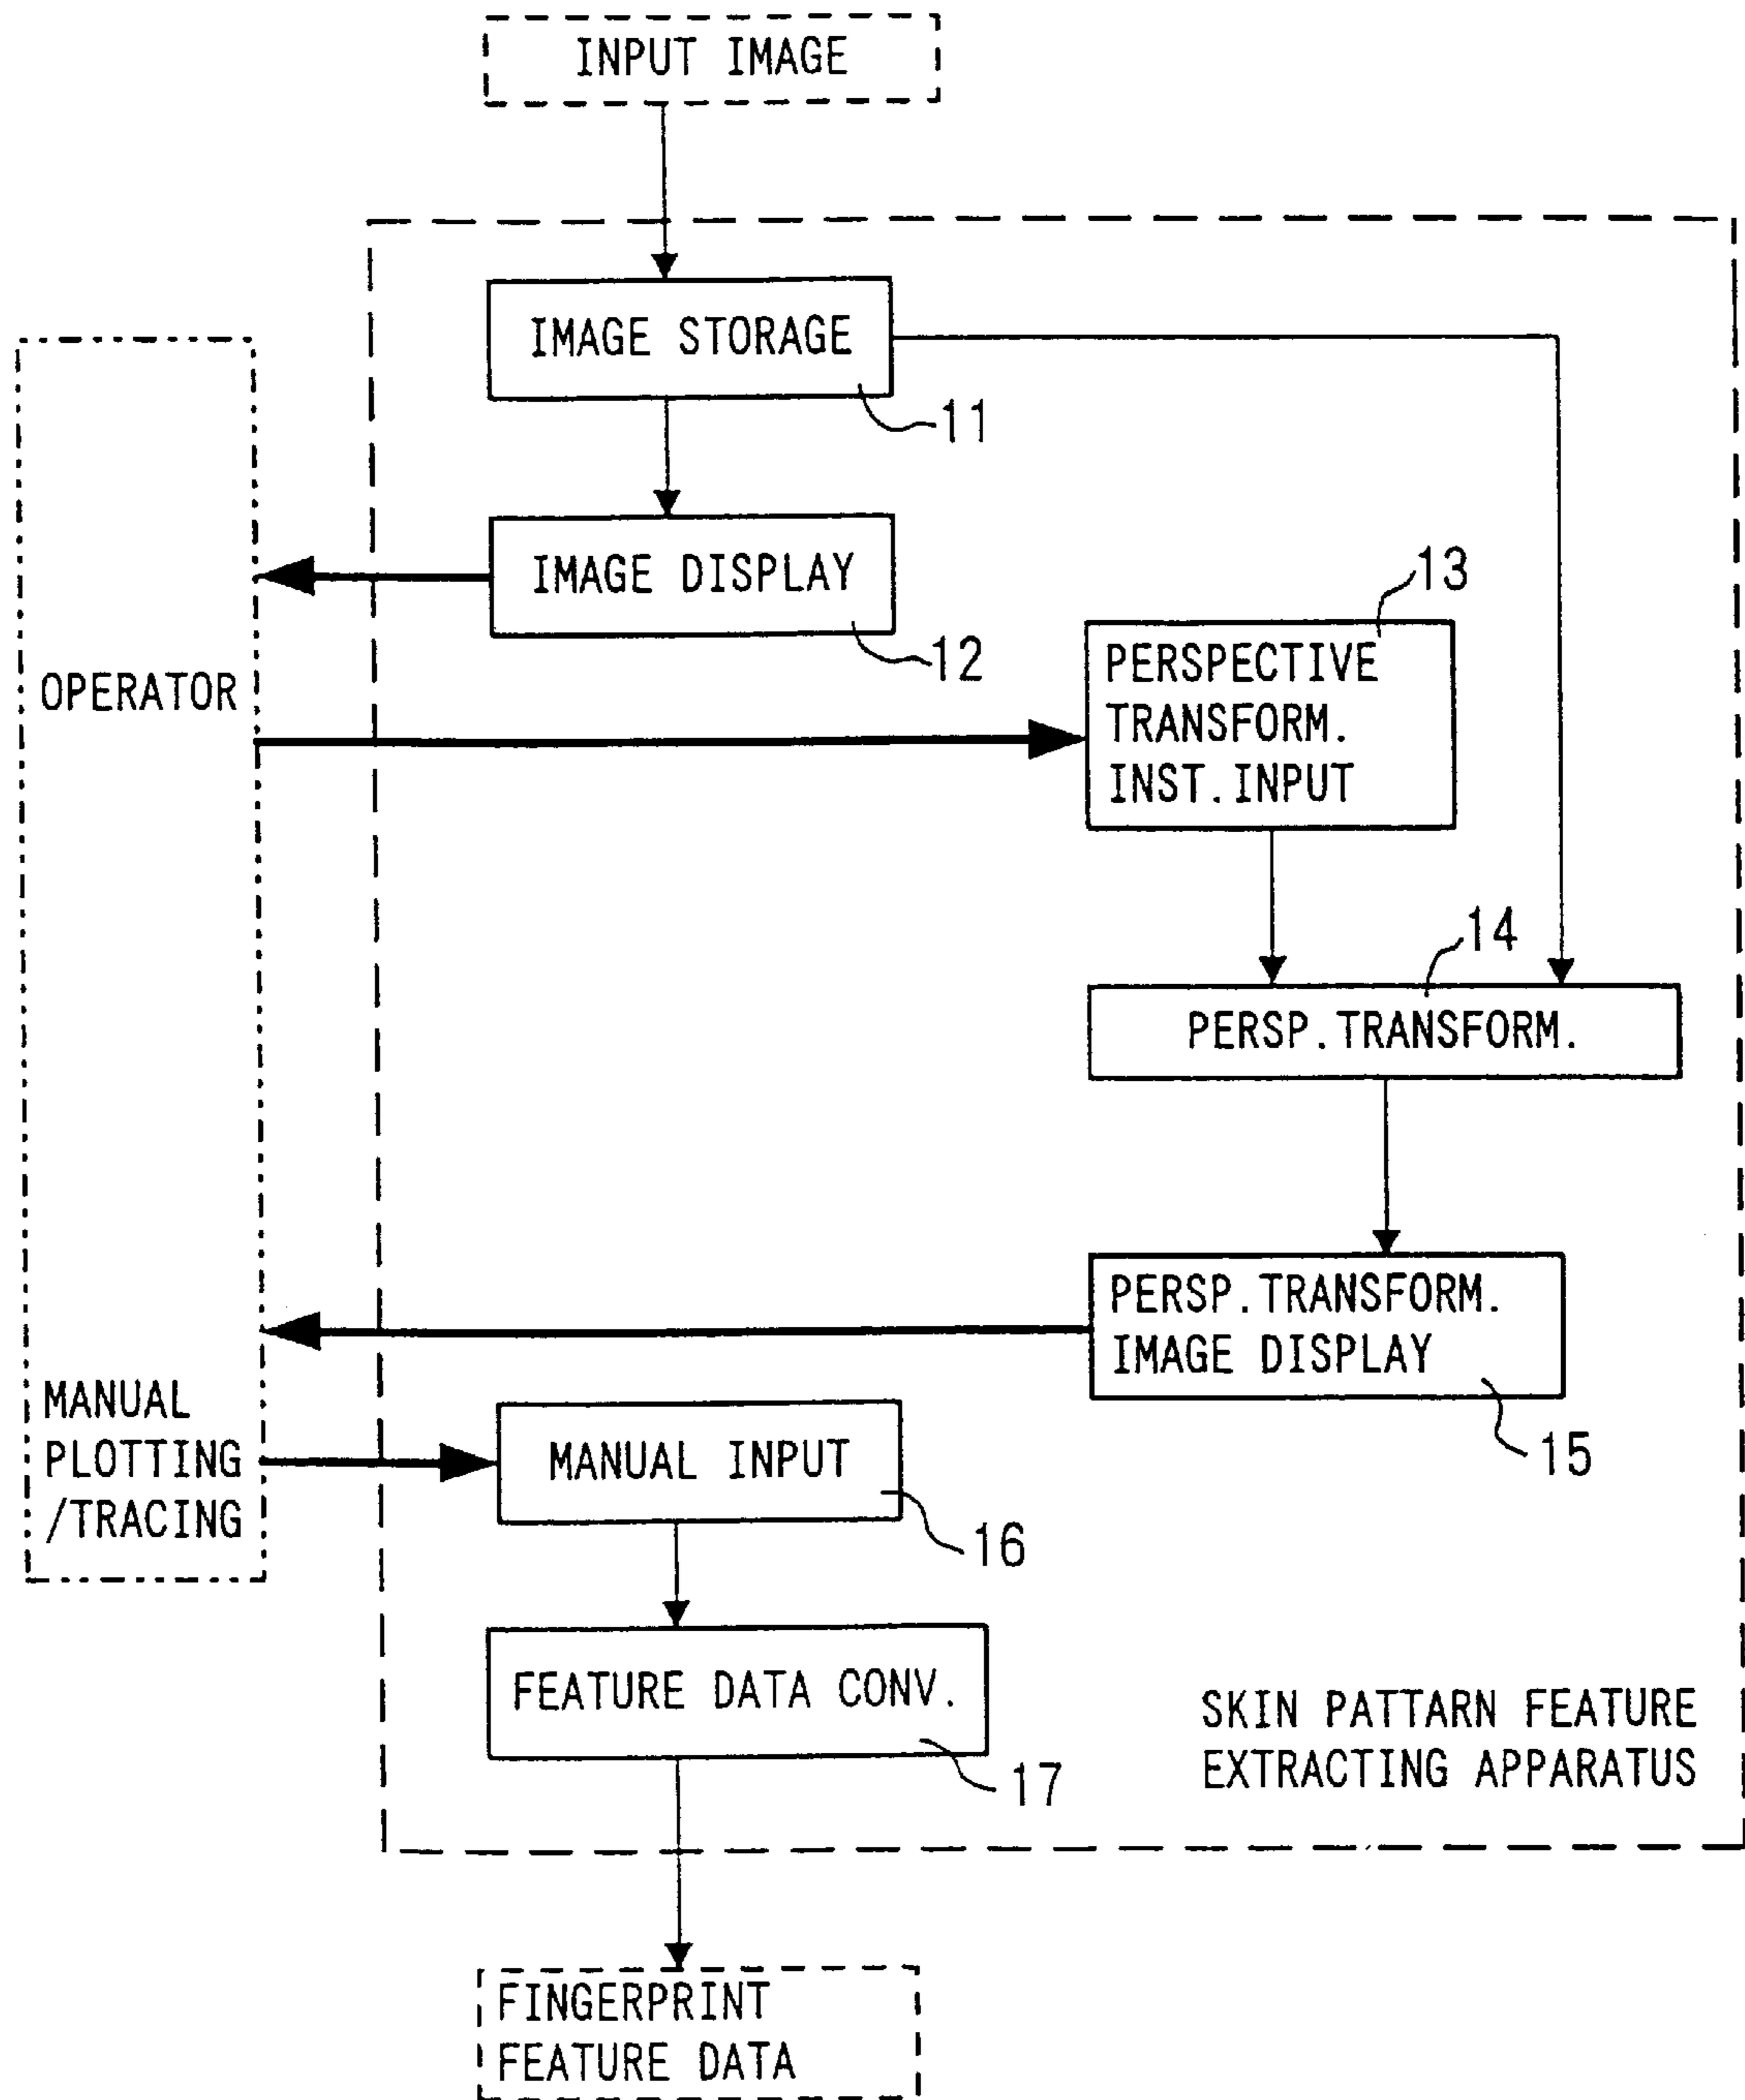 INPUT IMAGE
IMAGE STORAGE
11
IMAGE DISPLAY
12
13
PERSPECTIVE
TRANSFORM.
INST.INPUT
OPERATOR
14
PERSP.TRANSFORM.
PERSP.TRANSFORM.
IMAGE DISPLAY
15
MANUAL
PLOTTING
/TRACING
MANUAL INPUT
16
FEATURE DATA CONV.
17
SKIN PATTARN FEATURE
EXTRACTING APPARATUS
FINGERPRINT
FEATURE DATA